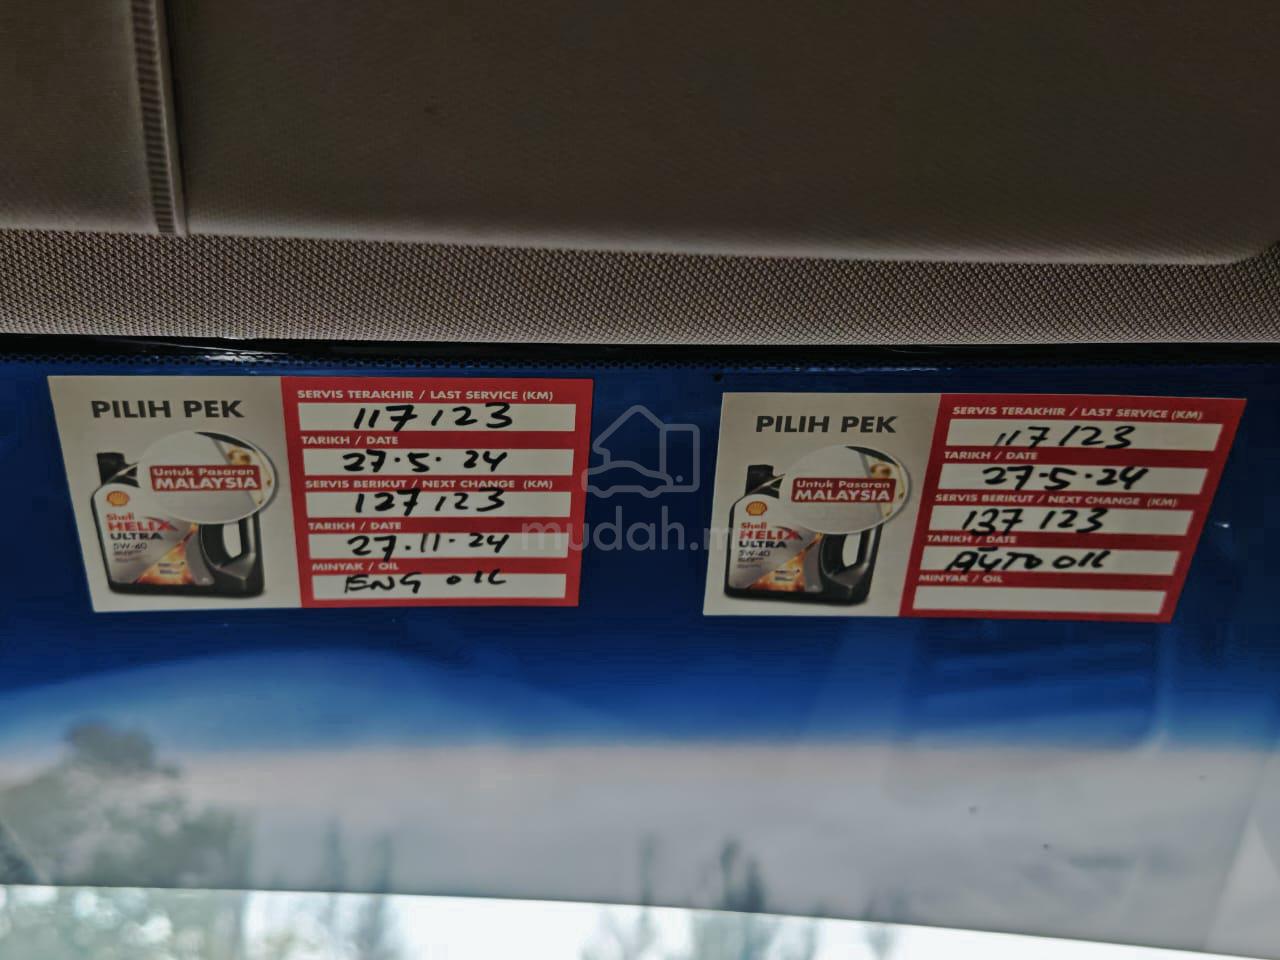 PILIH PEK
Untuk Pasaran
MALAYSIA
Shell
HELIX
ULTRA
5W-40
SERVIS TERAKHIR / LAST SERVICE (KM)
117123
TARIKH / DATE
27.5.24
SERVIS BERIKUT / NEXT CHANGE (KM)
127123
TARIKH / DATE
27.11.24
MINYAK / OIL
ENG OIL
mudah.m
PILIH PEK
Untuk Pasaran
MALAYSIA
Shell
HELIX
ULTRA
5W-40
SERVIS TERAKHIR / LAST SERVICE (KM)
117123
TARIKH / DATE
27.5.24
SERVIS BERIKUT / NEXT CHANGE (KM)
137123
TARIKH / DATE
AUTO OIL
MINYAK / OIL